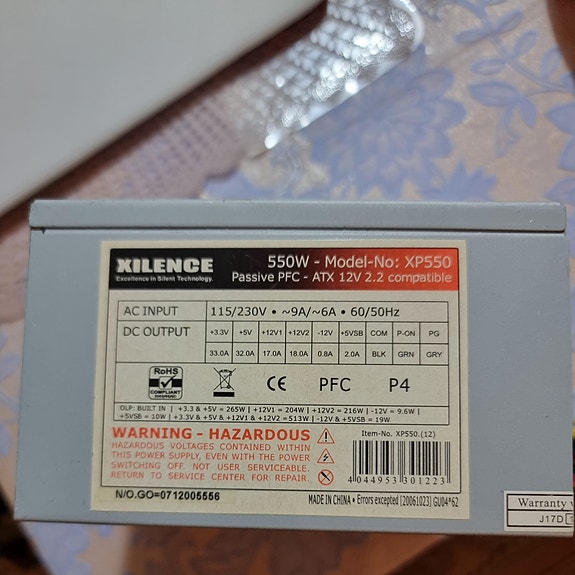 XILENCE
Excellence in Silent Technology.
550W - Model-No: XP550
Passive PFC - ATX 12V 2.2 compatible
AC INPUT 115/230V • ~9A/~6A • 60/50Hz
DC OUTPUT +3.3V +5V +12V1 +12V2 -12V +5VSB COM P-ON PG
33.0A 32.0A 17.0A 18.0A 0.8A 2.0A BLK GRN GRY
RoHS
COMPLIANT
2002/95/EC
CE PFC P4
OLP: BUILT IN | +3.3 & +5V = 265W | +12V1 = 204W | +12V2 = 216W | -12V = 9.6W |
+5VSB = 10W | +3.3V & +5V & +12V1 & +12V2 = 513W | -12V & +5VSB = 19W
WARNING - HAZARDOUS
HAZARDOUS VOLTAGES CONTAINED WITHIN
THIS POWER SUPPLY, EVEN WITH THE POWER
SWITCHING OFF. NOT USER SERVICEABLE.
RETURN TO SERVICE CENTER FOR REPAIR.
Item-No. XP550.(12)
4 044953 301223
N/O.GO=0712005556
MADE IN CHINA • Errors excepted [20061023] GU04*62
Warranty
J17D